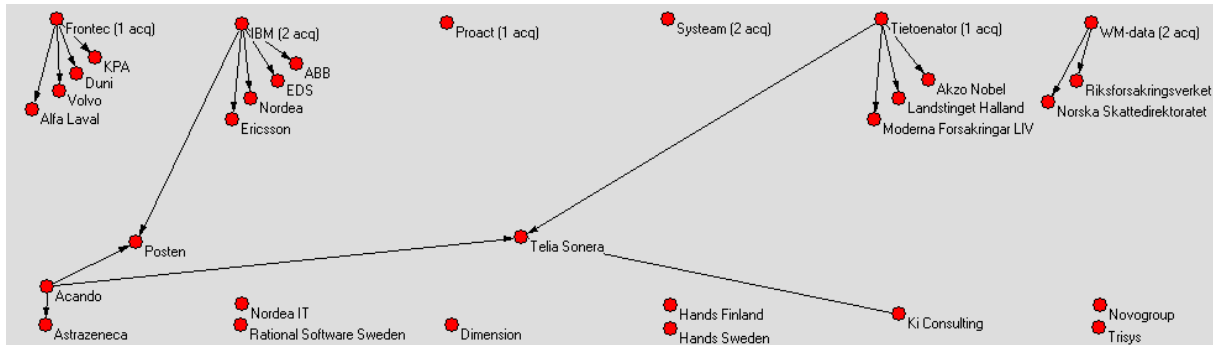 Frontec (1 acq)
IBM (2 acq)
Proact (1 acq)
Systeam (2 acq)
Tietoenator (1 acq)
WM-data (2 acq)
KPA
Duni
Volvo
Alfa Laval
ABB
EDS
Nordea
Ericsson
Akzo Nobel
Landstinget Halland
Moderna Forsakringar LIV
Riksforsakringsverket
Norska Skattedirektoratet
Posten
Telia Sonera
Acando
Astrazeneca
Nordea IT
Rational Software Sweden
Dimension
Hands Finland
Hands Sweden
Ki Consulting
Novogroup
Trisys